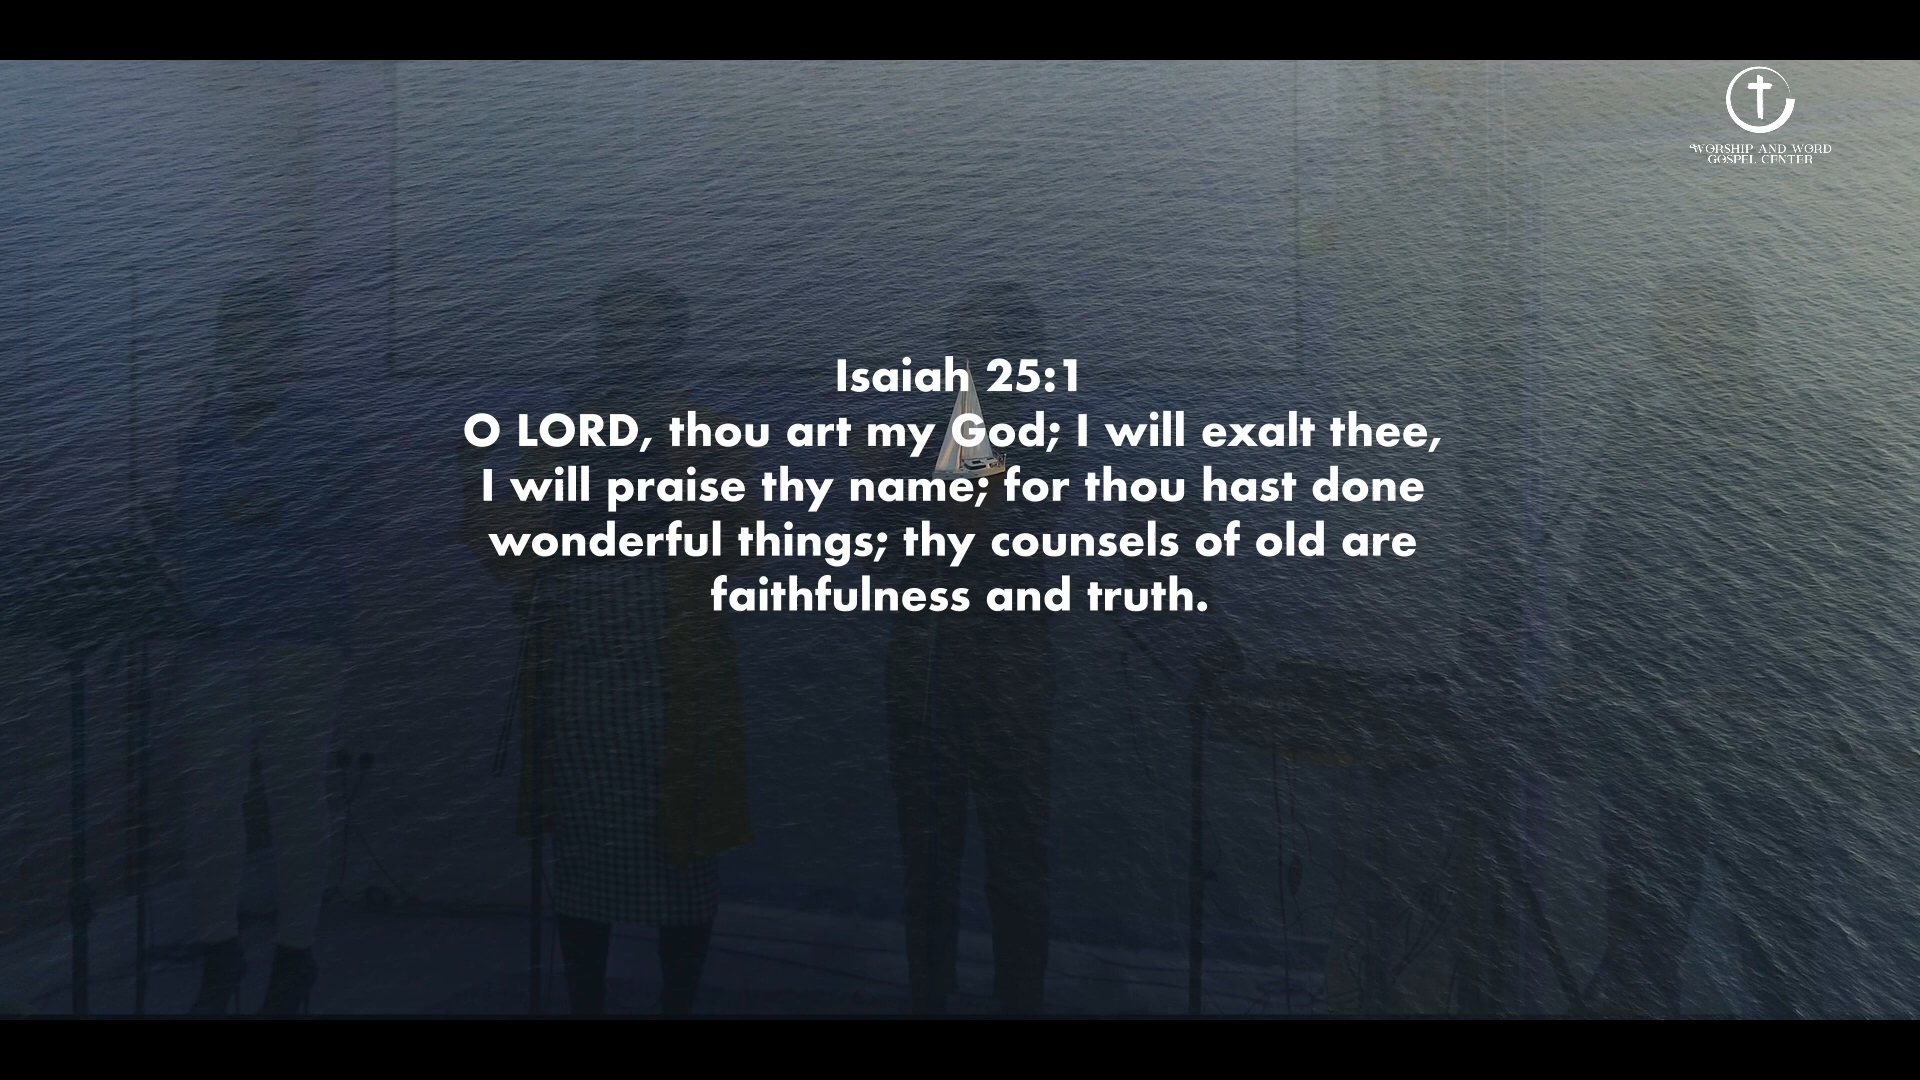 WORSHIP AND WORD
GOSPEL CENTER
Isaiah 25:1
O LORD, thou art my God; I will exalt thee,
I will praise thy name; for thou hast done
wonderful things; thy counsels of old are
faithfulness and truth.